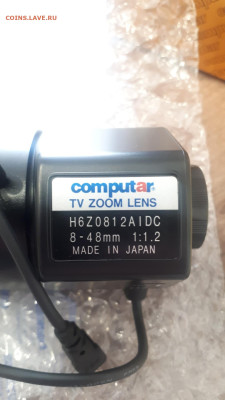 COINS.LAVE.RU
computar
TV ZOOM LENS
H6Z0812AIDC
8-48mm 1:1.2
MADE IN JAPAN